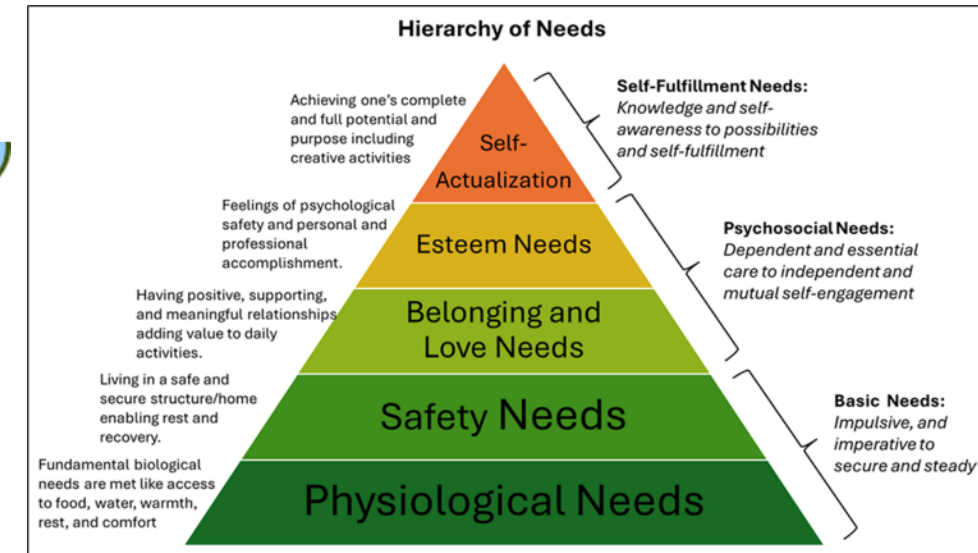 Hierarchy of Needs
Achieving one's complete
and full potential and
purpose including
creative activities
Self-
Actualization
Self-Fulfillment Needs:
Knowledge and self-
awareness to possibilities
and self-fulfillment
Feelings of psychological
safety and personal and
professional
accomplishment.
Esteem Needs
Psychosocial Needs:
Dependent and essential
care to independent and
mutual self-engagement
Having positive, supporting,
and meaningful relationships
adding value to daily
activities.
Belonging and
Love Needs
Living in a safe and
secure structure/home
enabling rest and
recovery.
Safety Needs
Basic Needs:
Impulsive, and
imperative to
secure and steady
Fundamental biological
needs are met like access
to food, water, warmth,
rest, and comfort
Physiological Needs